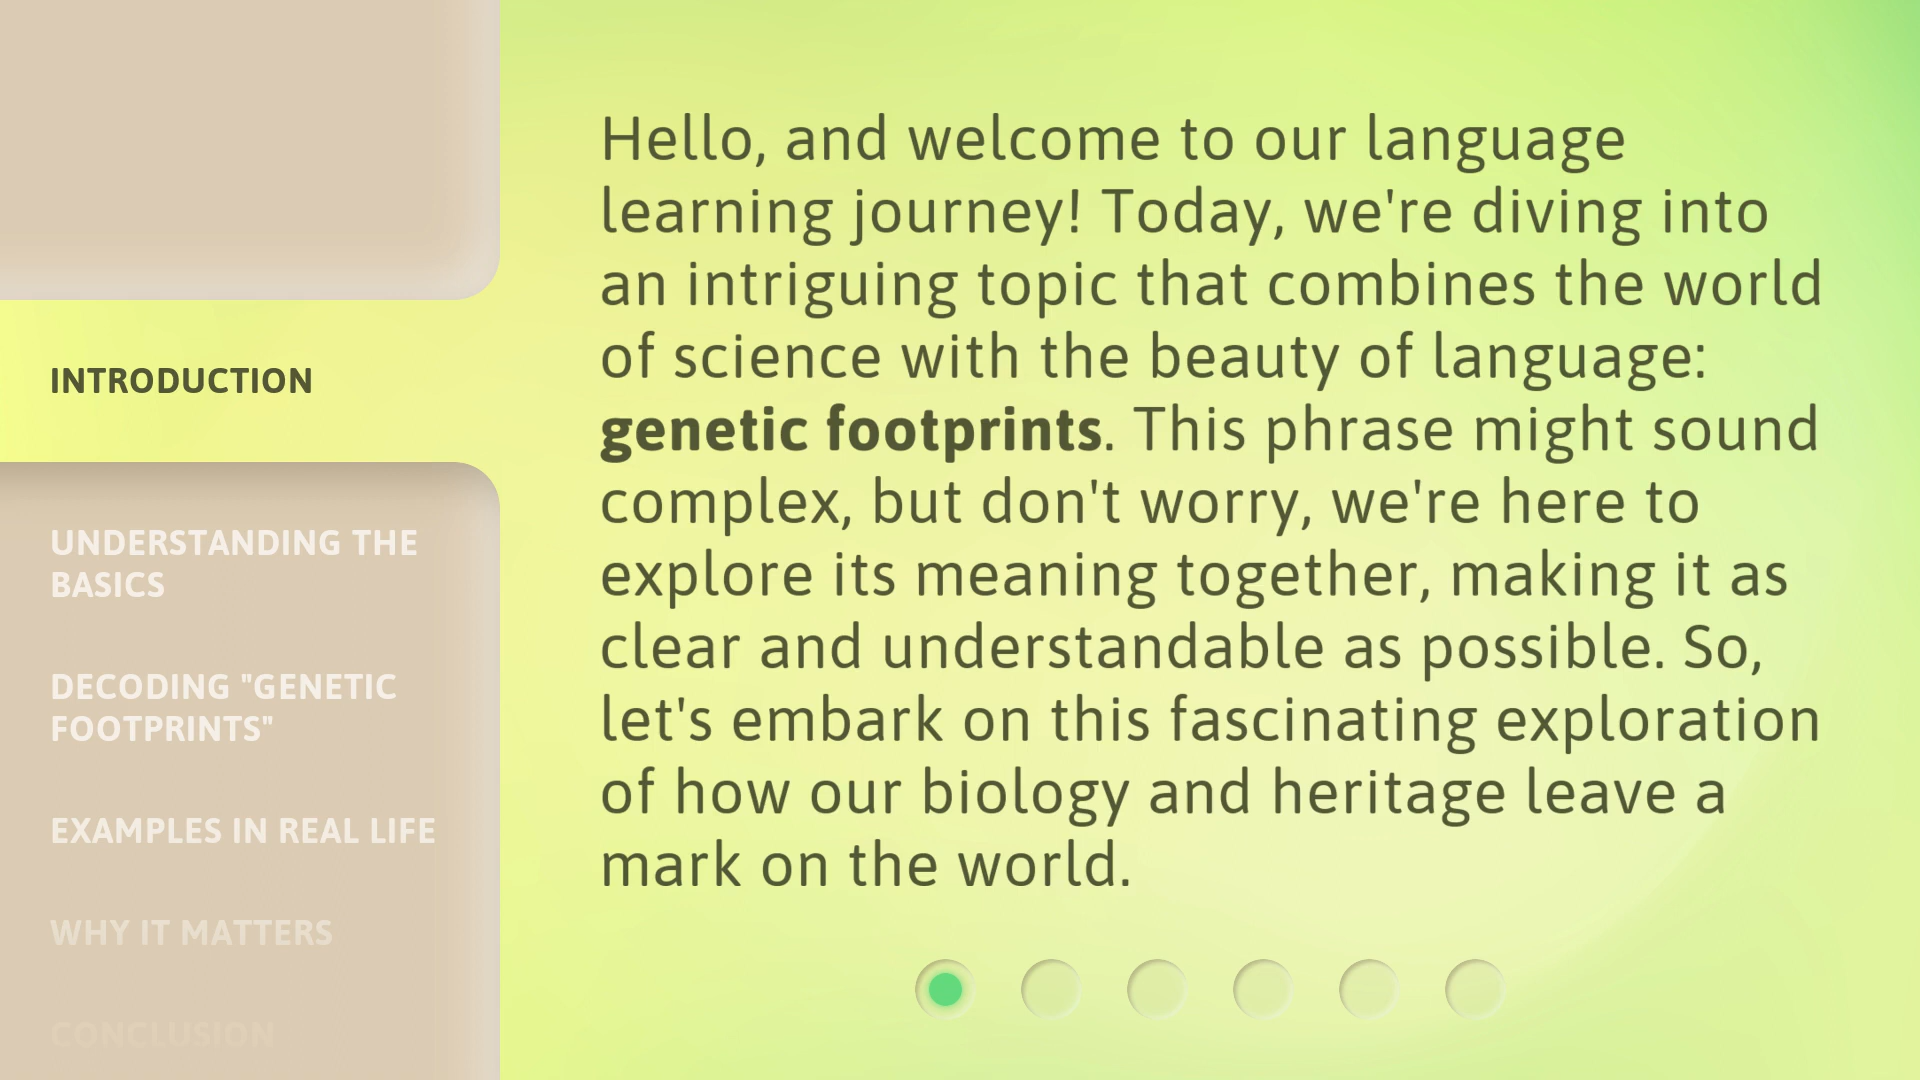 INTRODUCTION
UNDERSTANDING THE
BASICS
DECODING "GENETIC
FOOTPRINTS"
EXAMPLES IN REAL LIFE
WHY IT MATTERS
CONCLUSION
Hello, and welcome to our language
learning journey! Today, we're diving into
an intriguing topic that combines the world
of science with the beauty of language:
genetic footprints. This phrase might sound
complex, but don't worry, we're here to
explore its meaning together, making it as
clear and understandable as possible. So,
let's embark on this fascinating exploration
of how our biology and heritage leave a
mark on the world.